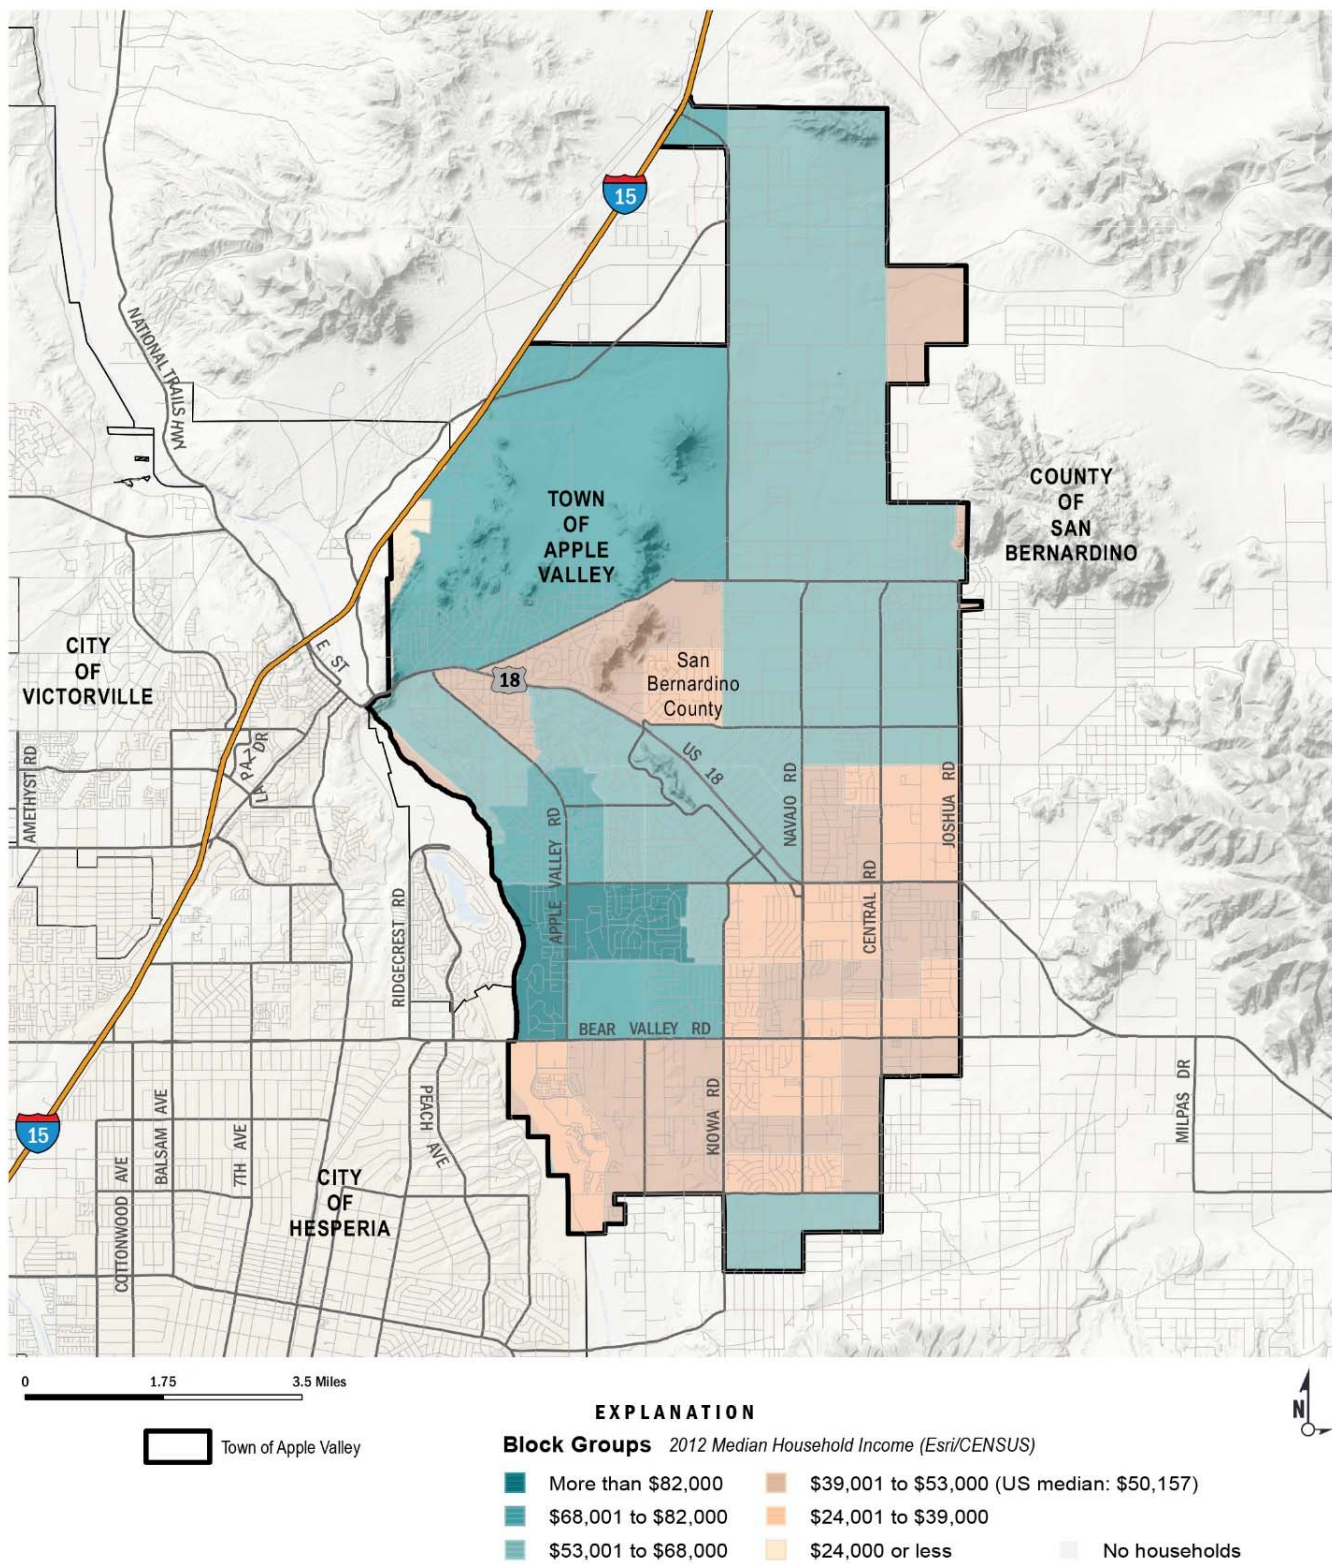 15
NATIONAL TRAILS HWY
TOWN
OF
APPLE
VALLEY
COUNTY
OF
SAN
BERNARDINO
CITY
OF
VICTORVILLE
E ST
18
San
Bernardino
County
US 18
AMETHYST RD
LA PAZ DR
NAVAJO RD
JOSHUA RD
APPLE VALLEY RD
CENTRAL RD
RIDGECREST RD
BEAR VALLEY RD
KIOWA RD
PEACH AVE
MILPAS DR
15
BALSAM AVE
7TH AVE
COTTONWOOD AVE
CITY
OF
HESPERIA
0 1.75 3.5 Miles
N
EXPLANATION
Town of Apple Valley
Block Groups 2012 Median Household Income (Esri/CENSUS)
More than $82,000
$39,001 to $53,000 (US median: $50,157)
$68,001 to $82,000
$24,001 to $39,000
$53,001 to $68,000
$24,000 or less
No households